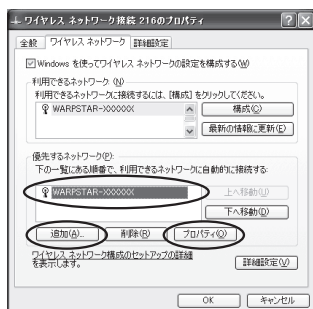 ワイヤレス ネットワーク接続 216のプロパティ
全般 ワイヤレス ネットワーク 詳細設定
Windows を使ってワイヤレス ネットワークの設定を構成する(W)
利用できるネットワーク (N)
利用できるネットワークに接続するには、[構成] をクリックしてください。
WARPSTAR-XXXXXX
構成(C)
最新の情報に更新(E)
優先するネットワーク(P):
下の一覧にある順番で、利用できるネットワークに自動的に接続する:
WARPSTAR-XXXXXX
上へ移動(U)
下へ移動(D)
追加(A)... 削除(R) プロパティ(O)
ワイヤレス ネットワーク構成のセットアップの詳細
を表示します。
詳細設定(V)
OK キャンセル